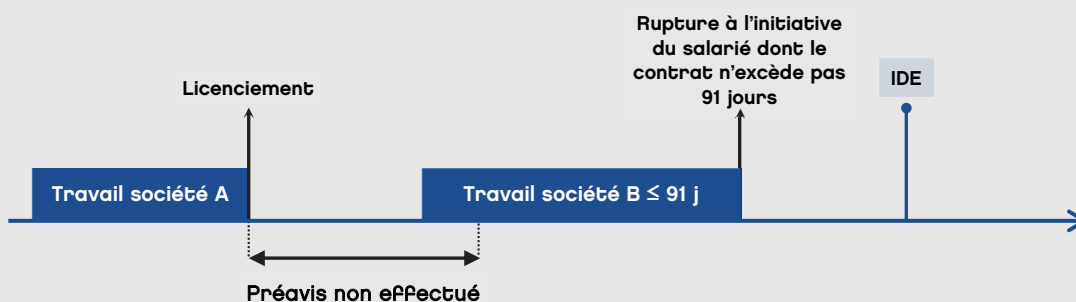 Rupture à l'initiative
du salarié dont le
contrat n'excède pas
91 jours
IDE
Licenciement
Travail société A
Travail société B ≤ 91 j
Préavis non effectué